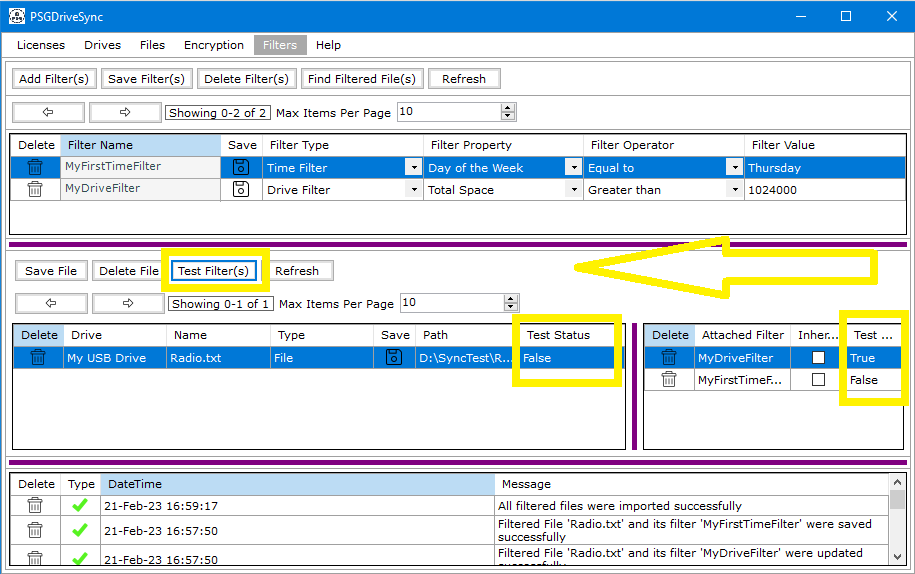 PSGDriveSync
Licenses Drives Files Encryption Filters Help
Add Filter(s) Save Filter(s) Delete Filter(s) Find Filtered File(s) Refresh
Showing 0-2 of 2 Max Items Per Page 10
Delete Filter Name Save Filter Type Filter Property Filter Operator Filter Value
MyFirstTimeFilter Time Filter Day of the Week Equal to Thursday
MyDriveFilter Drive Filter Total Space Greater than 1024000
Save File Delete File Test Filter(s) Refresh
Showing 0-1 of 1 Max Items Per Page 10
Delete Drive Name Type Save Path Test Status
My USB Drive Radio.txt File D:\SyncTest\R... False
Delete Attached Filter Inher... Test ...
MyDriveFilter True
MyFirstTimeF... False
Delete Type DateTime Message
21-Feb-23 16:59:17 All filtered files were imported successfully
21-Feb-23 16:57:50 Filtered File 'Radio.txt' and its filter 'MyFirstTimeFilter' were saved
successfully
21-Feb-23 16:57:50 Filtered File 'Radio.txt' and its filter 'MyDriveFilter' were updated
successfully